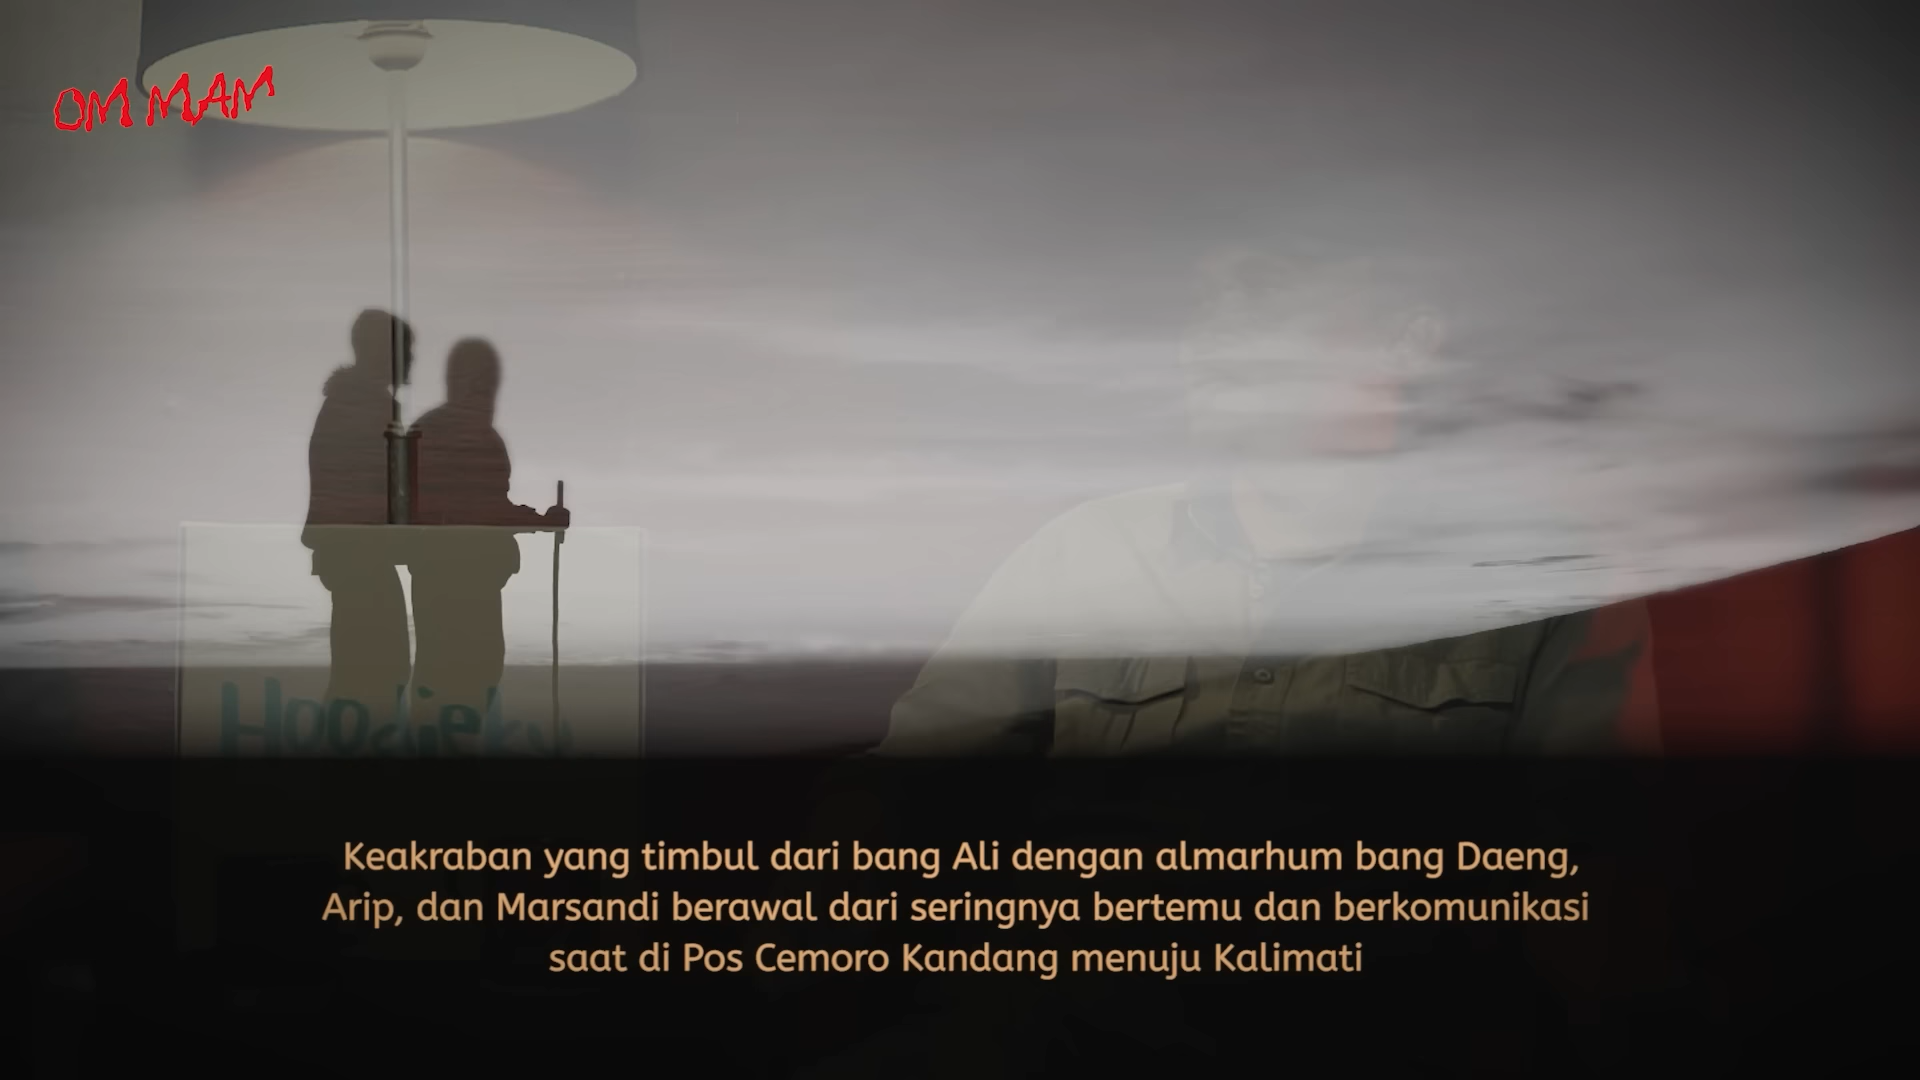 OM MAM
Hoodieku
Keakraban yang timbul dari bang Ali dengan almarhum bang Daeng,
Arip, dan Marsandi berawal dari seringnya bertemu dan berkomunikasi
saat di Pos Cemoro Kandang menuju Kalimati